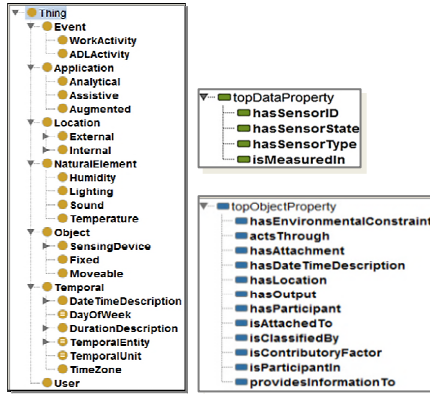 Thing
Event
WorkActivity
ADLActivity
Application
Analytical
Assistive
Augmented
Location
External
Internal
NaturalElement
Humidity
Lighting
Sound
Temperature
Object
SensingDevice
Fixed
Moveable
Temporal
DateTimeDescription
DayOfWeek
DurationDescription
TemporalEntity
TemporalUnit
TimeZone
User
topDataProperty
hasSensorID
hasSensorState
hasSensorType
isMeasuredIn
topObjectProperty
hasEnvironmentalConstraint
actsThrough
hasAttachment
hasDateTimeDescription
hasLocation
hasOutput
hasParticipant
isAttachedTo
isClassifiedBy
isContributoryFactor
isParticipantIn
providesInformationTo